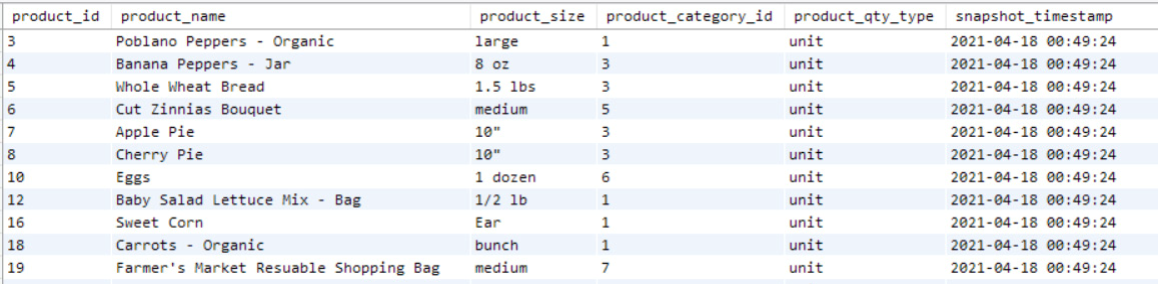 product_id product_name product_size product_category_id product_qty_type snapshot_timestamp
3 Poblano Peppers - Organic large 1 unit 2021-04-18 00:49:24
4 Banana Peppers - Jar 8 oz 3 unit 2021-04-18 00:49:24
5 Whole Wheat Bread 1.5 lbs 3 unit 2021-04-18 00:49:24
6 Cut Zinnias Bouquet medium 5 unit 2021-04-18 00:49:24
7 Apple Pie 10" 3 unit 2021-04-18 00:49:24
8 Cherry Pie 10" 3 unit 2021-04-18 00:49:24
10 Eggs 1 dozen 6 unit 2021-04-18 00:49:24
12 Baby Salad Lettuce Mix - Bag 1/2 lb 1 unit 2021-04-18 00:49:24
16 Sweet Corn Ear 1 unit 2021-04-18 00:49:24
18 Carrots - Organic bunch 1 unit 2021-04-18 00:49:24
19 Farmer's Market Resuable Shopping Bag medium 7 unit 2021-04-18 00:49:24